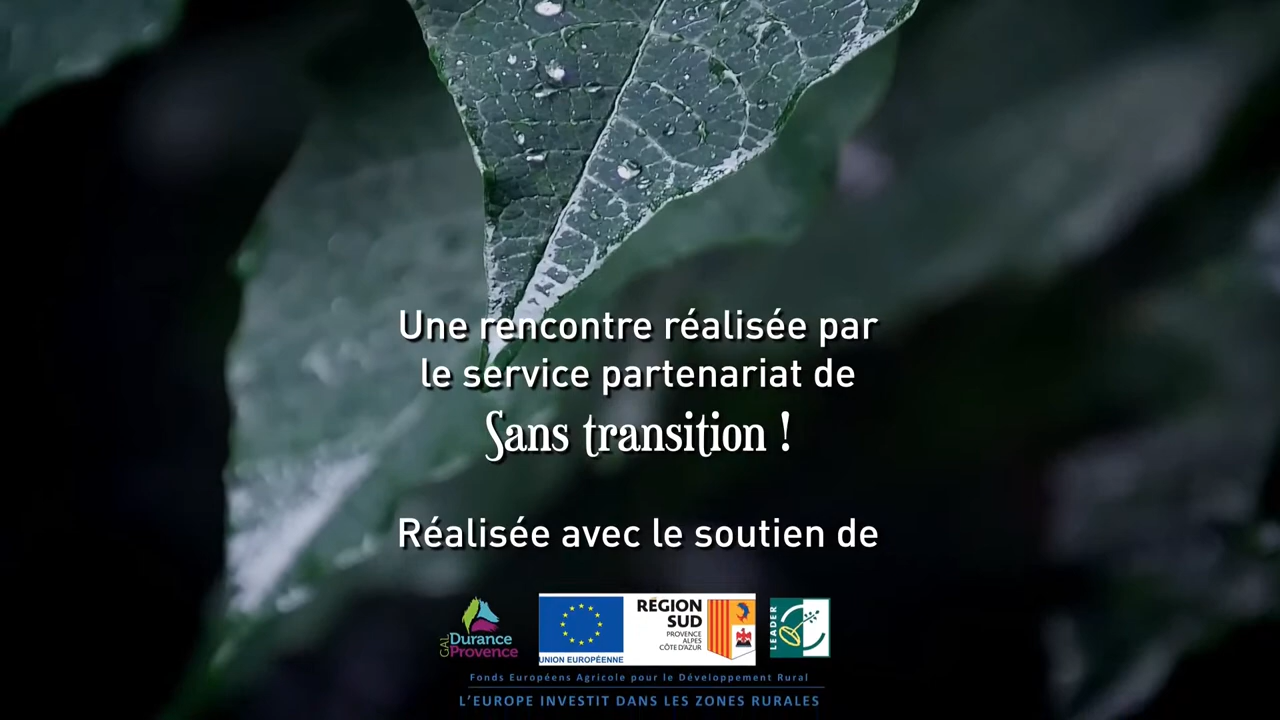 Une rencontre réalisée par
le service partenariat de
Sans transition !
Réalisée avec le soutien de
GAL
Durance
Provence
UNION EUROPÉENNE
RÉGION
SUD
PROVENCE
ALPES
CÔTE D'AZUR
LEADER
Fonds Européens Agricole pour le Développement Rural
L'EUROPE INVESTIT DANS LES ZONES RURALES